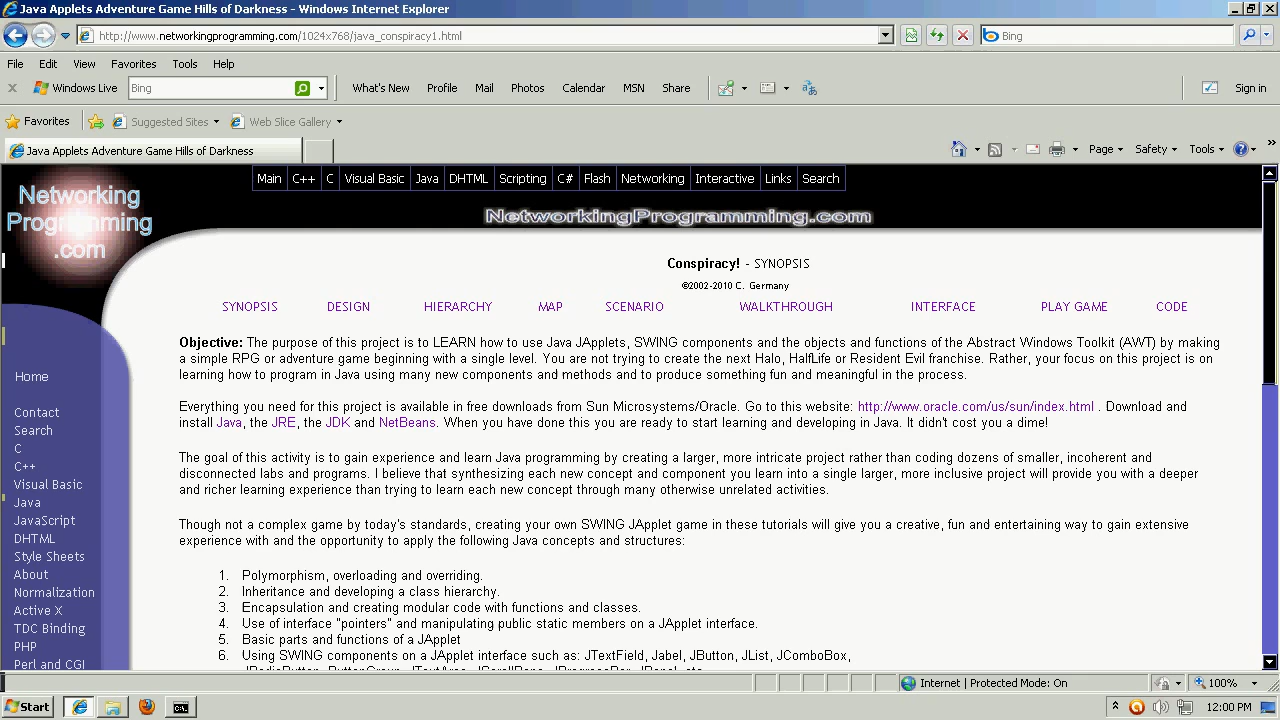 Java Applets Adventure Game Hills of Darkness - Windows Internet Explorer
http://www.networkingprogramming.com/1024x768/java_conspiracy1.html
Bing
File Edit View Favorites Tools Help
Windows Live Bing What's New Profile Mail Photos Calendar MSN Share Sign in
Favorites Suggested Sites Web Slice Gallery
Java Applets Adventure Game Hills of Darkness Page Safety Tools
Main C++ C Visual Basic Java DHTML Scripting C# Flash Networking Interactive Links Search
Networking
Programming
.com
NetworkingProgramming.com
Conspiracy! - SYNOPSIS
©2002-2010 C. Germany
SYNOPSIS DESIGN HIERARCHY MAP SCENARIO WALKTHROUGH INTERFACE PLAY GAME CODE
Objective: The purpose of this project is to LEARN how to use Java JApplets, SWING components and the objects and functions of the Abstract Windows Toolkit (AWT) by making
a simple RPG or adventure game beginning with a single level. You are not trying to create the next Halo, HalfLife or Resident Evil franchise. Rather, your focus on this project is on
learning how to program in Java using many new components and methods and to produce something fun and meaningful in the process.
Everything you need for this project is available in free downloads from Sun Microsystems/Oracle. Go to this website: http://www.oracle.com/us/sun/index.html . Download and
install Java, the JRE, the JDK and NetBeans. When you have done this you are ready to start learning and developing in Java. It didn't cost you a dime!
The goal of this activity is to gain experience and learn Java programming by creating a larger, more intricate project rather than coding dozens of smaller, incoherent and
disconnected labs and programs. I believe that synthesizing each new concept and component you learn into a single larger, more inclusive project will provide you with a deeper
and richer learning experience than trying to learn each new concept through many otherwise unrelated activities.
Though not a complex game by today's standards, creating your own SWING JApplet game in these tutorials will give you a creative, fun and entertaining way to gain extensive
experience with and the opportunity to apply the following Java concepts and structures:
1. Polymorphism, overloading and overriding.
2. Inheritance and developing a class hierarchy.
3. Encapsulation and creating modular code with functions and classes.
4. Use of interface "pointers" and manipulating public static members on a JApplet interface.
5. Basic parts and functions of a JApplet
6. Using SWING components on a JApplet interface such as: JTextField, Jabel, JButton, JList, JComboBox,
Home
Contact
Search
C
C++
Visual Basic
Java
JavaScript
DHTML
Style Sheets
About
Normalization
Active X
TDC Binding
PHP
Perl and CGI
Internet | Protected Mode: On 100%
Start 12:00 PM